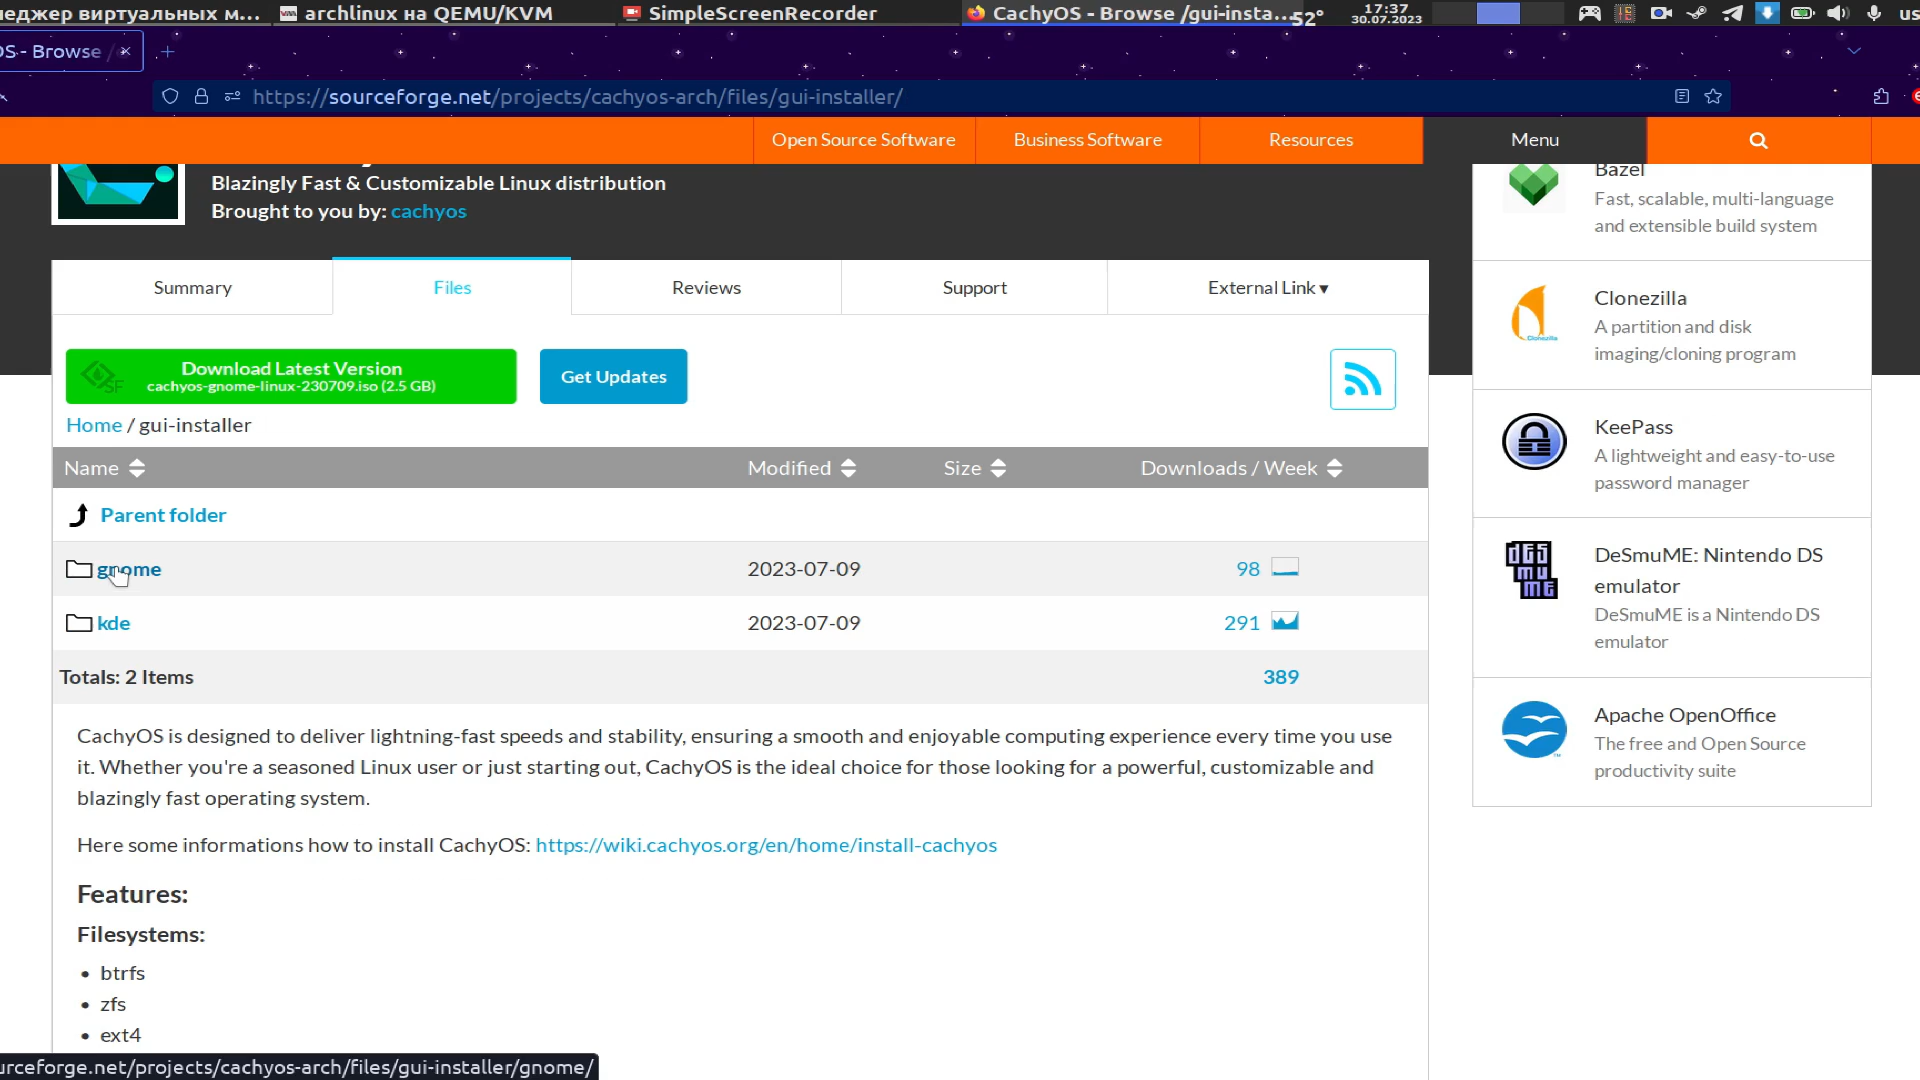 неджер виртуальных м...
archlinux на QEMU/KVM
SimpleScreenRecorder
CachyOS - Browse /gui-insta...
52°
17:37
30.07.2023
us
OS - Browse /
https://sourceforge.net/projects/cachyos-arch/files/gui-installer/
Open Source Software
Business Software
Resources
Menu
Blazingly Fast & Customizable Linux distribution
Brought to you by: cachyos
Summary
Files
Reviews
Support
External Link ▾
Download Latest Version
cachyos-gnome-linux-230709.iso (2.5 GB)
SF
Get Updates
Home / gui-installer
Name Modified Size Downloads / Week
Parent folder
gnome 2023-07-09 98
kde 2023-07-09 291
Totals: 2 Items 389
CachyOS is designed to deliver lightning-fast speeds and stability, ensuring a smooth and enjoyable computing experience every time you use
it. Whether you're a seasoned Linux user or just starting out, CachyOS is the ideal choice for those looking for a powerful, customizable and
blazingly fast operating system.
Here some informations how to install CachyOS: https://wiki.cachyos.org/en/home/install-cachyos
Features:
Filesystems:
• btrfs
• zfs
• ext4
urceforge.net/projects/cachyos-arch/files/gui-installer/gnome/
Bazel
Fast, scalable, multi-language
and extensible build system
Clonezilla
Clonezilla
A partition and disk
imaging/cloning program
KeePass
A lightweight and easy-to-use
password manager
DeSmuME: Nintendo DS
emulator
DeSmuME is a Nintendo DS
emulator
Apache OpenOffice
The free and Open Source
productivity suite